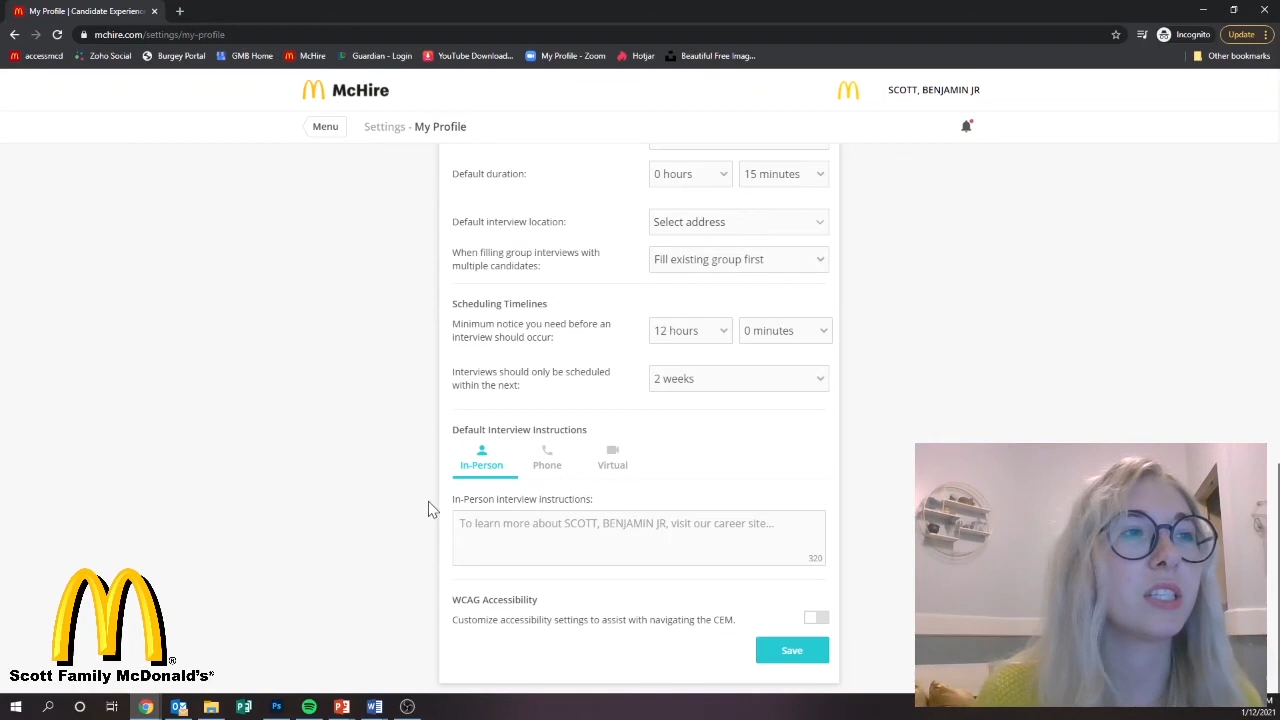 My Profile | Candidate Experienc
mchire.com/settings/my-profile
Incognito
Update
accessmcd
Zoho Social
Burgey Portal
GMB Home
McHire
Guardian - Login
YouTube Download...
My Profile - Zoom
Hotjar
Beautiful Free Imag...
Other bookmarks
McHire
SCOTT, BENJAMIN JR
Menu
Settings - My Profile
Default duration:
0 hours
15 minutes
Default interview location:
Select address
When filling group interviews with
multiple candidates:
Fill existing group first
Scheduling Timelines
Minimum notice you need before an
interview should occur:
12 hours
0 minutes
Interviews should only be scheduled
within the next:
2 weeks
Default Interview Instructions
In-Person
Phone
Virtual
In-Person interview instructions:
To learn more about SCOTT, BENJAMIN JR, visit our career site...
320
WCAG Accessibility
Customize accessibility settings to assist with navigating the CEM.
Save
®
Scott Family McDonald's*
1/12/2021